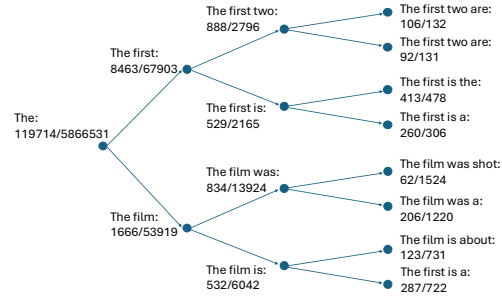 The:
119714/5866531
The first:
8463/67903
The film:
1666/53919
The first two:
888/2796
The first is:
529/2165
The film was:
834/13924
The film is:
532/6042
The first two are:
106/132
The first two are:
92/131
The first is the:
413/478
The first is a:
260/306
The film was shot:
62/1524
The film was a:
206/1220
The film is about:
123/731
The first is a:
287/722